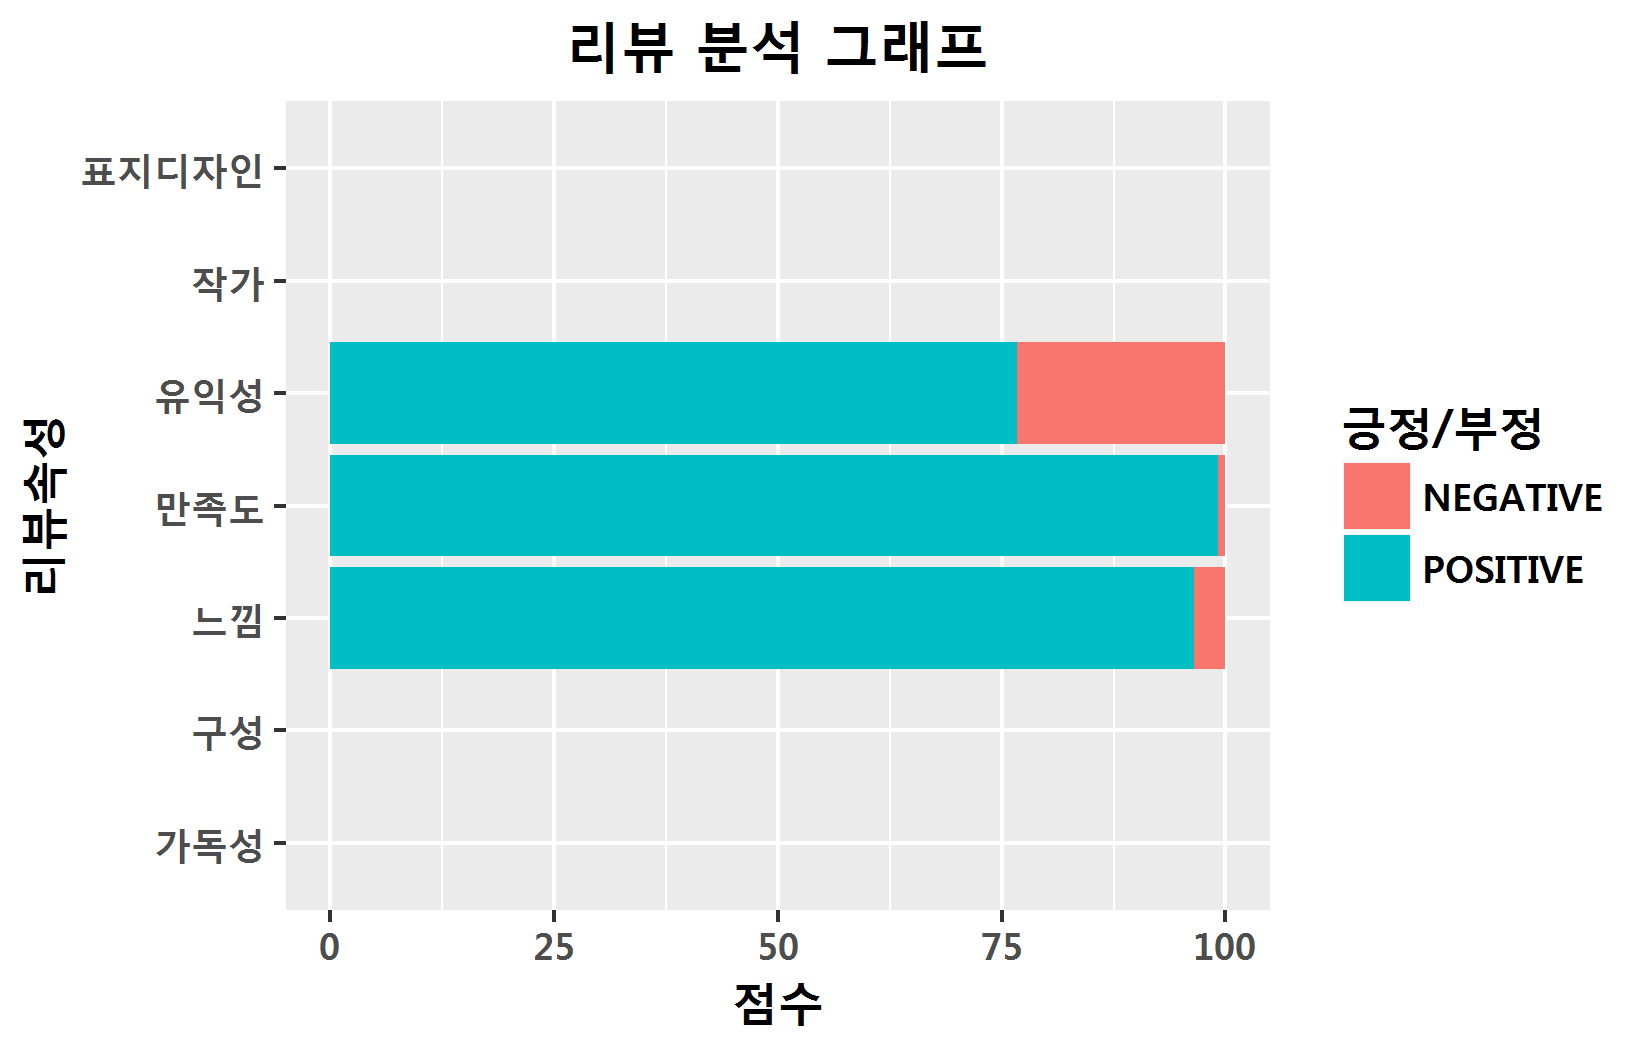 리뷰 분석 그래프
리뷰속성
표지디자인
작가
유익성
만족도
느낌
구성
가독성
0 25 50 75 100
점수
긍정/부정
NEGATIVE
POSITIVE